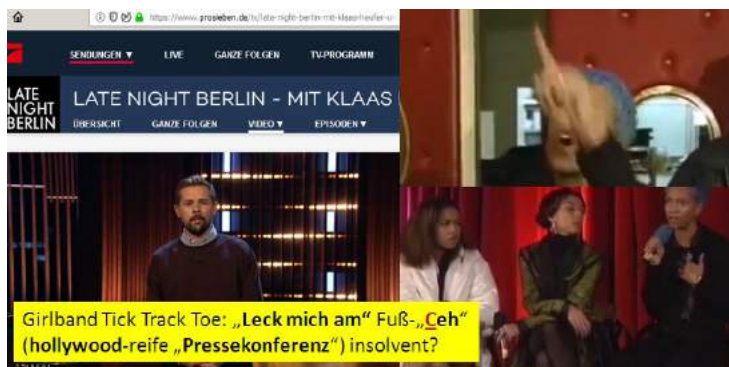 https://www.prosieben.de/tv/late-night-berlin-mit-klaas-heufer-u
SENDUNGEN ▼ LIVE GANZE FOLGEN TV-PROGRAMM
LATE
NIGHT
BERLIN
LATE NIGHT BERLIN - MIT KLAAS
ÜBERSICHT GANZE FOLGEN VIDEO ▼ EPISODEN ▼
Girlband Tick Track Toe: „Leck mich am“ Fuß-„Ceh“
(hollywood-reife „Pressekonferenz“) insolvent?